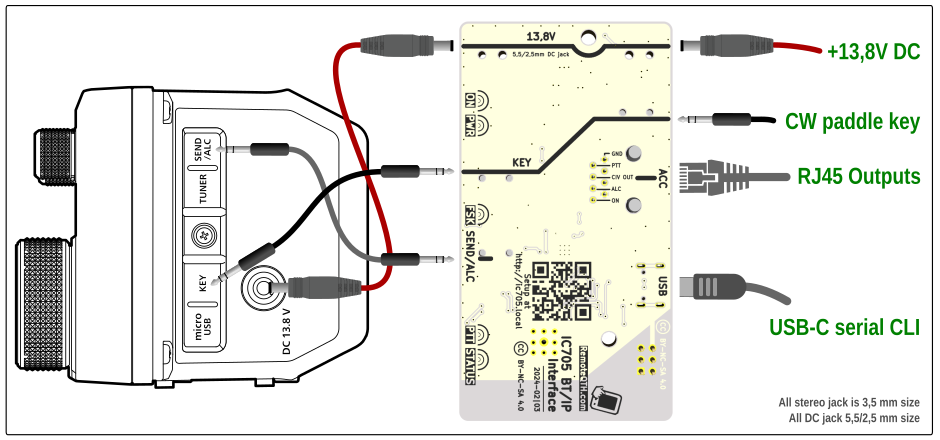 SEND
/ALC
TUNER
KEY
micro
USB
DC 13.8 V
13,8V
5,5/2,5mm DC jack
ON
PWR
KEY
GND
PTT
CIV OUT
ALC
ON
ACC
FSK
SEND/ALC
Setup at
http://ic705.local
USB
PTT
STATUS
CC BY-NC-SA 4.0
2024-02|03
IC705 BT/IP
Interface
RemoteQTH.com
CC BY-NC-SA 4.0
+13,8V DC
CW paddle key
RJ45 Outputs
USB-C serial CLI
All stereo jack is 3,5 mm size
All DC jack 5,5/2,5 mm size